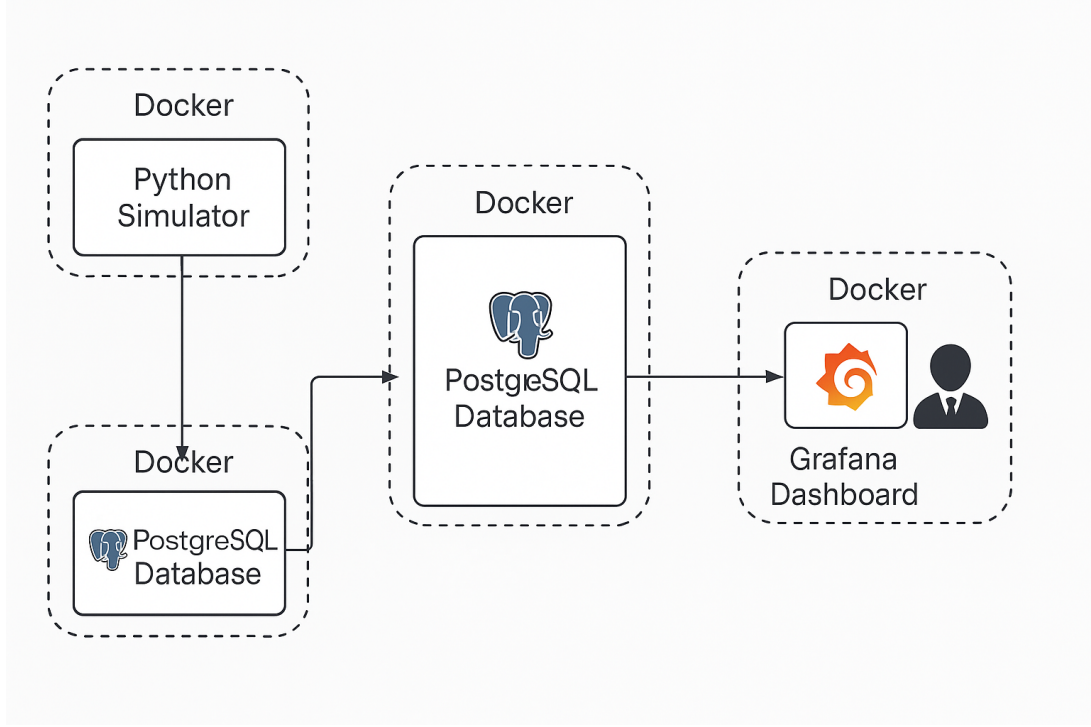 Docker
Python
Simulator
Docker
PostgreSQL
Database
Docker
PostgreSQL
Database
Docker
Grafana
Dashboard